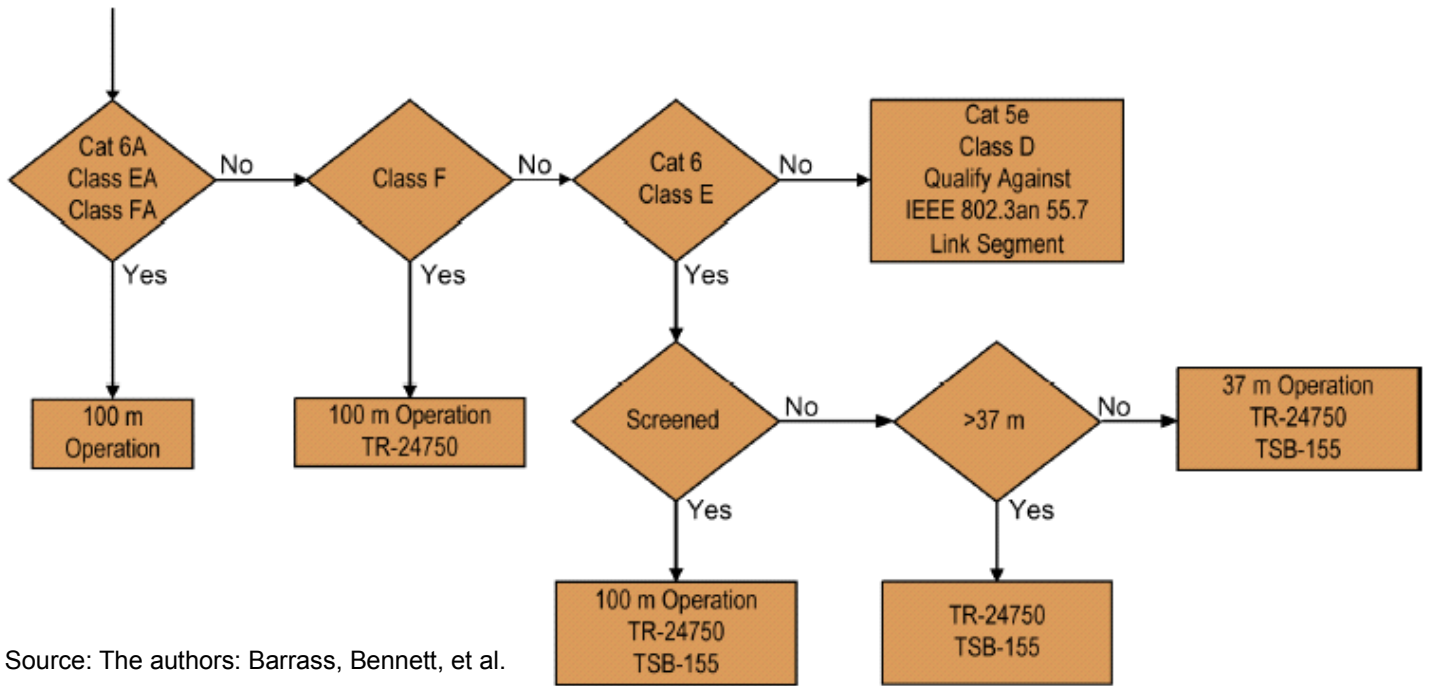 Cat 6A
Class EA
Class FA
No
Class F
No
Cat 6
Class E
No
Cat 5e
Class D
Qualify Against
IEEE 802.3an 55.7
Link Segment
Yes
Yes
Yes
100 m
Operation
100 m Operation
TR-24750
Screened
No
>37 m
No
37 m Operation
TR-24750
TSB-155
Yes
Yes
100 m Operation
TR-24750
TSB-155
TR-24750
TSB-155
Source: The authors: Barrass, Bennett, et al.